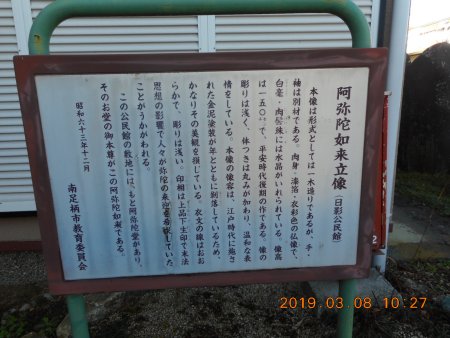 阿弥陀如来立像(日影公民館)
本像は形式としては一木造りであるが、手・
袖は別材である。肉身 漆箔・衣彩色の仏像で、
白毫・肉髻珠には水晶がいれられている。像高
は一五〇㌢で、平安時代後期の作である。像の
彫りは浅く、体つきは丸みが加わり、温和な表
情をしている。本像の像容は、江戸時代に施さ
れた金泥塗装が年とともに剝落しているため、
かなりその美観を損している。衣文の線はおお
らかで、彫りは浅い。印相は上品下生印で末法
思想の影響で人々が弥陀の来迎を
していた
ことがうかがわれる。
この公民館の敷地にはもと阿弥陀堂があり、
そのお堂の御本尊がこの阿弥陀如来である。
昭和六十三年十二月
南足柄市教育委員会
2019.03.08 10:27